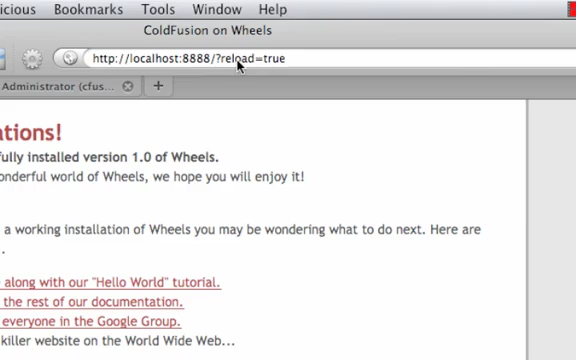 icious Bookmarks Tools Window Help
ColdFusion on Wheels
http://localhost:8888/?reload=true
Administrator (cfus...
ations!
fully installed version 1.0 of Wheels.
onderful world of Wheels, we hope you will enjoy it!
a working installation of Wheels you may be wondering what to do next. Here are
..
along with our "Hello World" tutorial.
the rest of our documentation.
everyone in the Google Group.
killer website on the World Wide Web...